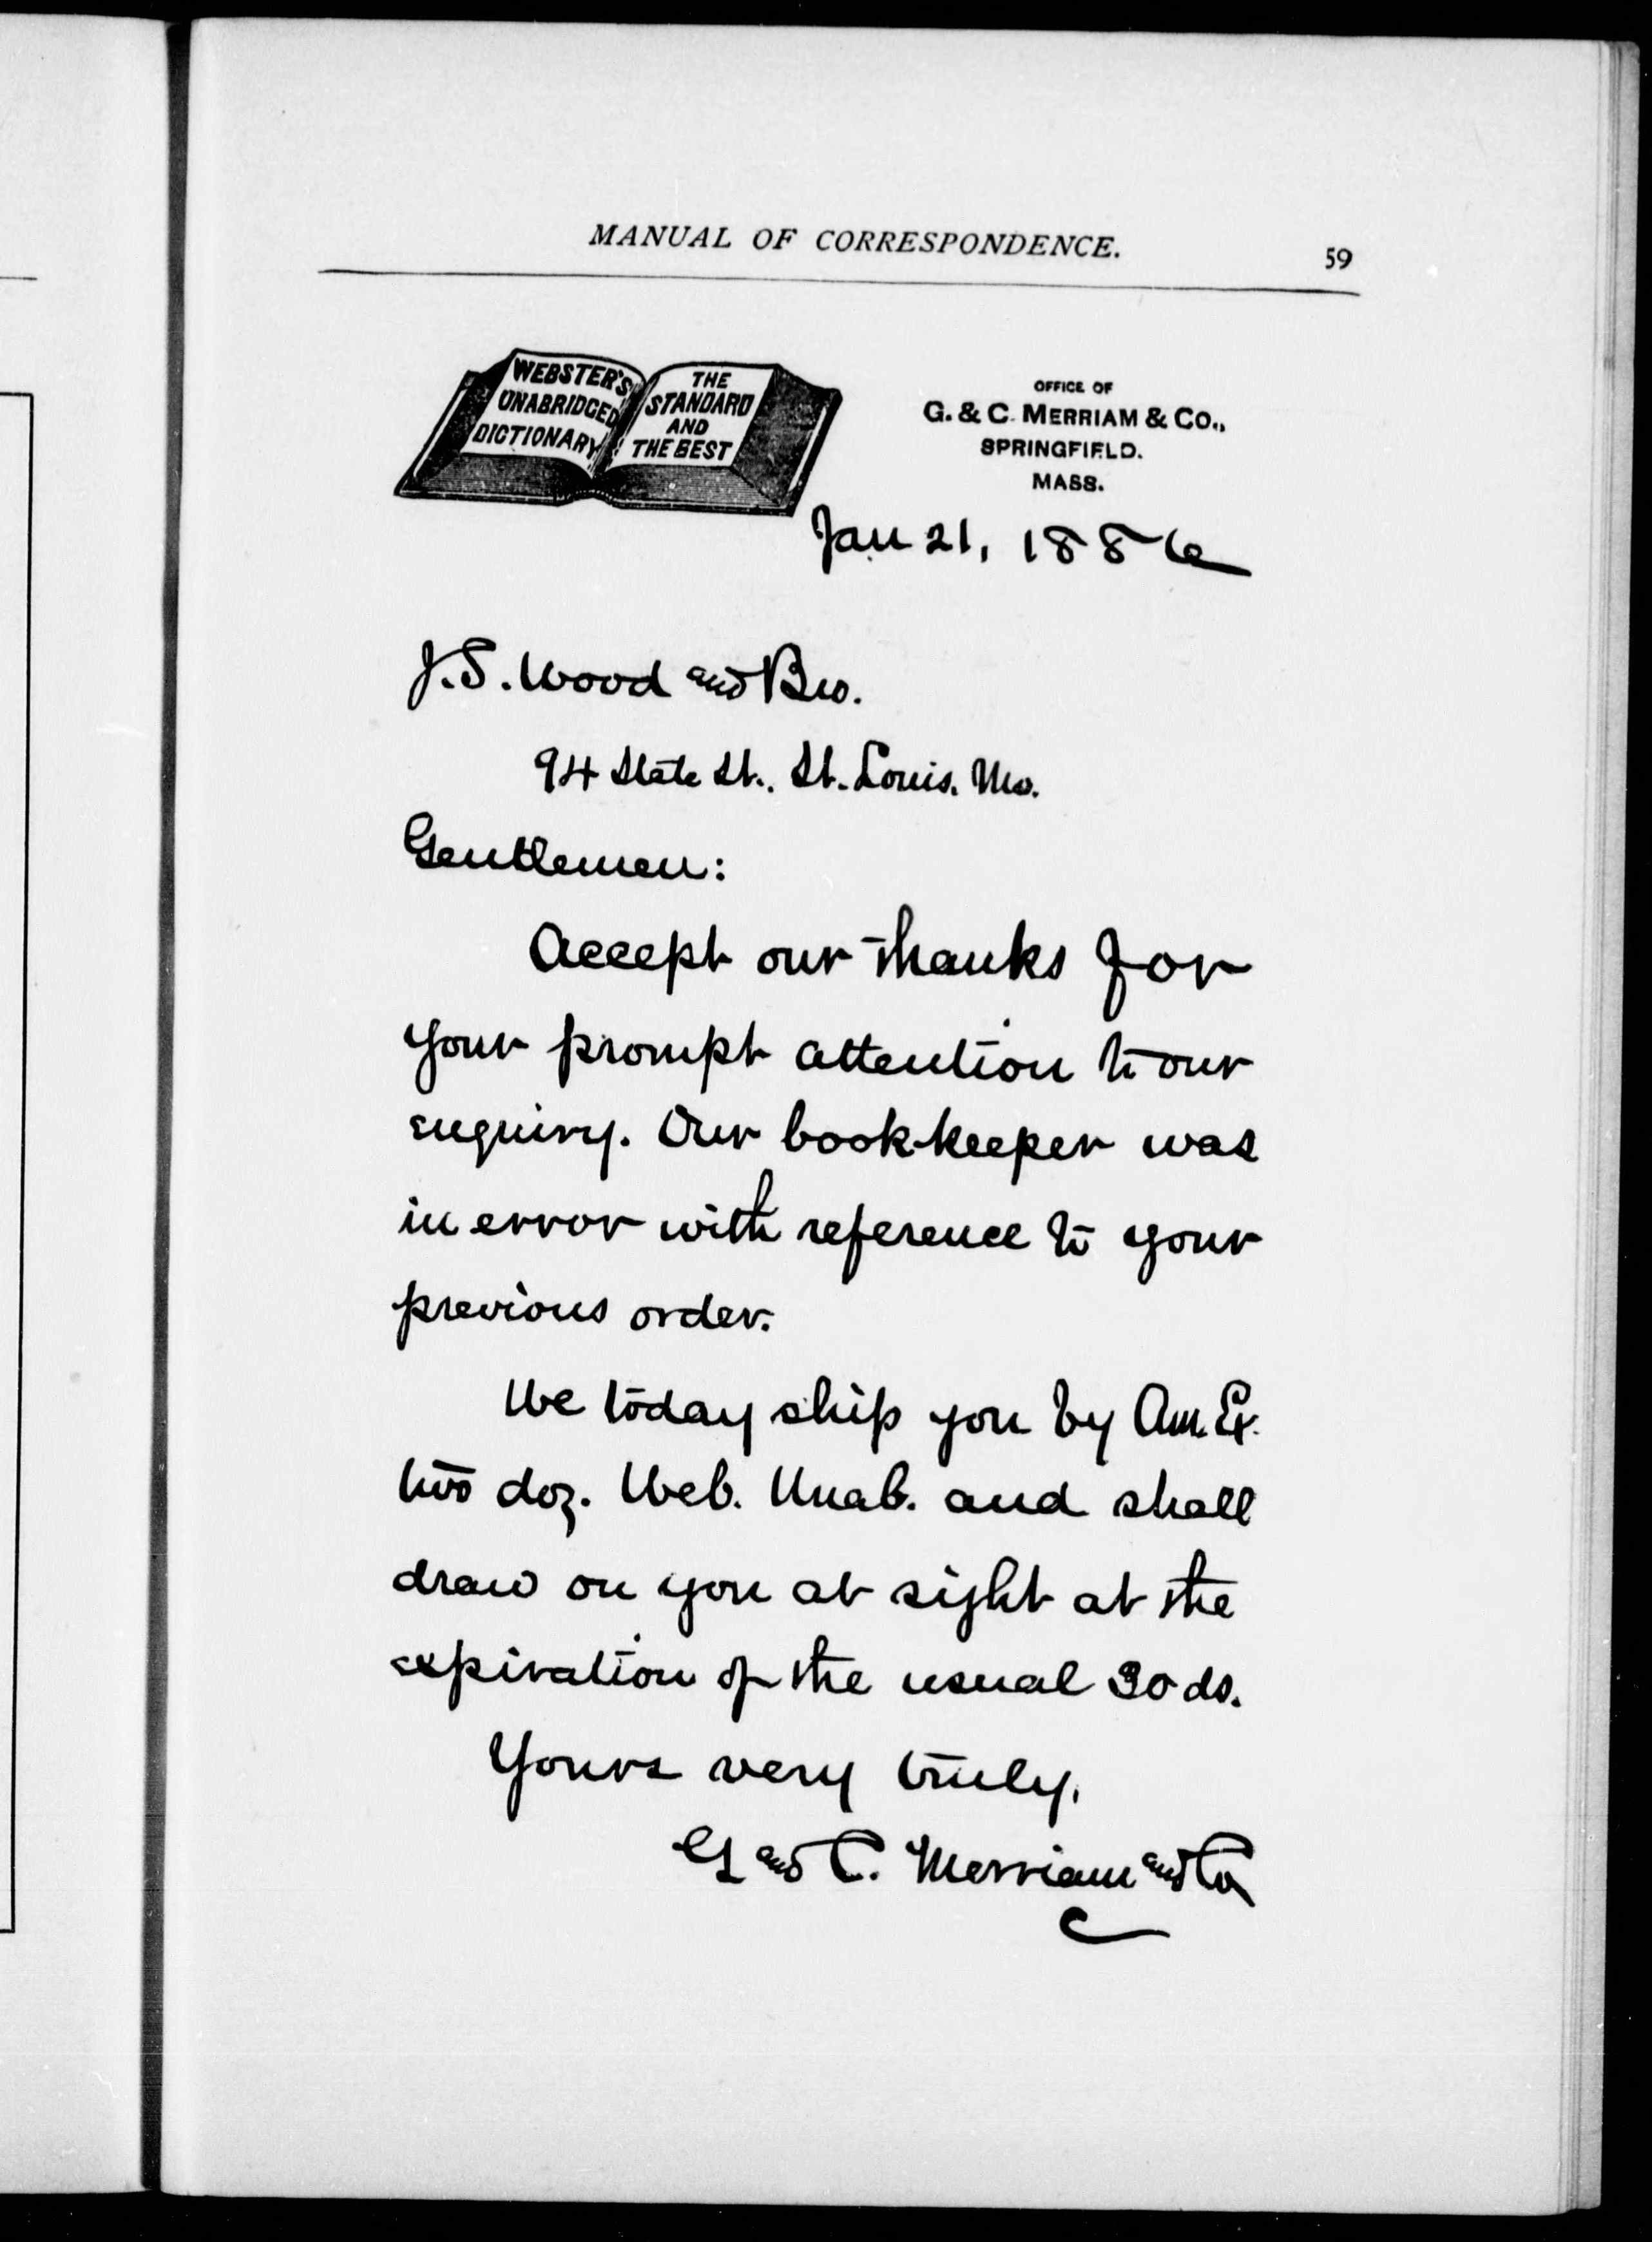 MANUAL OF CORRESPONDENCE.
59
WEBSTER'S
UNABRIDGED
DICTIONARY
THE
STANDARD
AND
THE BEST
OFFICE OF
G. & C. MERRIAM & CO.,
SPRINGFIELD.
MASS.
Jan 21, 1886
J. S. Wood and Bro.
94 State St., St. Louis. Mo.
Gentlemen:
Accept our thanks for
your prompt attention to our
enquiry. Our book-keeper was
in error with reference to your
previous order.
We today ship you by Am. Ex.
two doz. Web. Unab. and shall
draw on you at sight at the
expiration of the usual 30 ds.
Yours very truly,
G and C. Merriam and Co